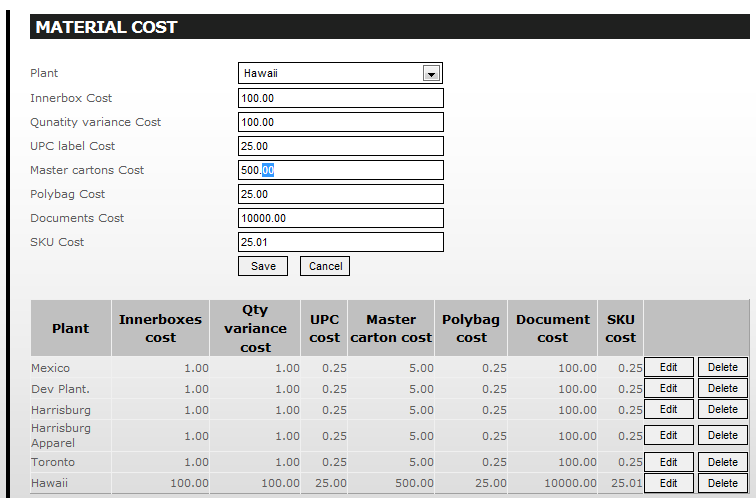 MATERIAL COST
Plant Hawaii
Innerbox Cost 100.00
Qunatity variance Cost 100.00
UPC label Cost 25.00
Master cartons Cost 500.00
Polybag Cost 25.00
Documents Cost 10000.00
SKU Cost 25.01
Save Cancel
Plant Innerboxes cost Qty variance cost UPC cost Master carton cost Polybag cost Document cost SKU cost
Mexico 1.00 1.00 0.25 5.00 0.25 100.00 0.25 Edit Delete
Dev Plant. 1.00 1.00 0.25 5.00 0.25 100.00 0.25 Edit Delete
Harrisburg 1.00 1.00 0.25 5.00 0.25 100.00 0.25 Edit Delete
Harrisburg Apparel 1.00 1.00 0.25 5.00 0.25 100.00 0.25 Edit Delete
Toronto 1.00 1.00 0.25 5.00 0.25 100.00 0.25 Edit Delete
Hawaii 100.00 100.00 25.00 500.00 25.00 10000.00 25.01 Edit Delete